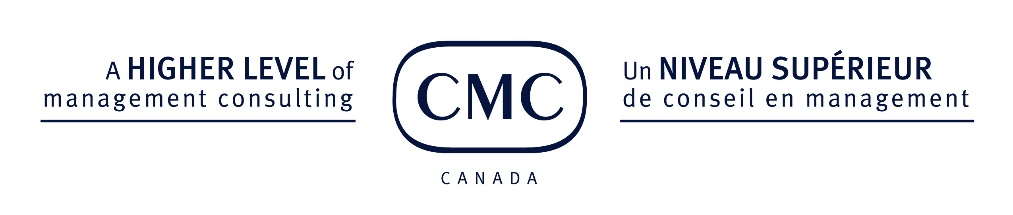 A HIGHER LEVEL of
management consulting
CMC
CANADA
Un NIVEAU SUPÉRIEUR
de conseil en management